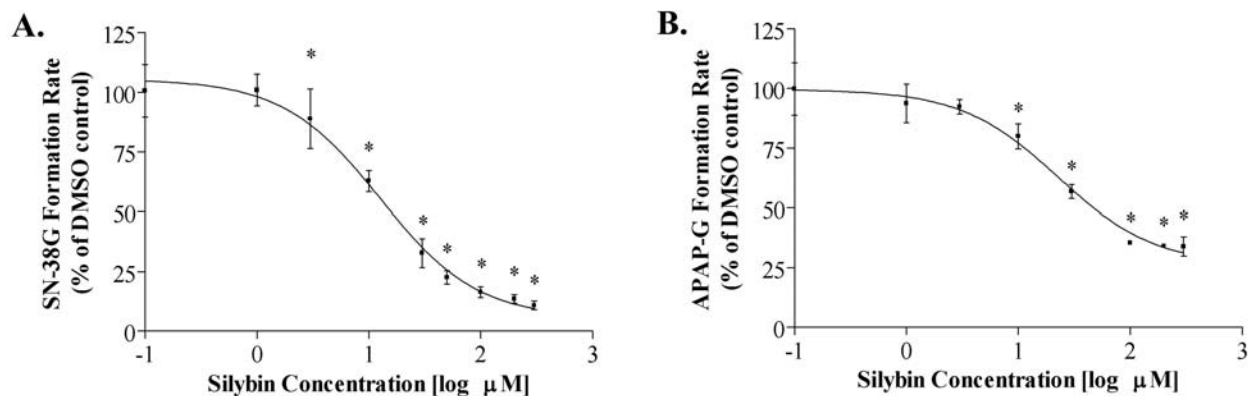 A.
SN-38G Formation Rate
(% of DMSO control)
125
100
75
50
25
0
* * * * * * * *
-1 0 1 2 3
Silybin Concentration [log μM]
B.
APAP-G Formation Rate
(% of DMSO control)
125
100
75
50
25
0
* * * * *
-1 0 1 2 3
Silybin Concentration [log μM]